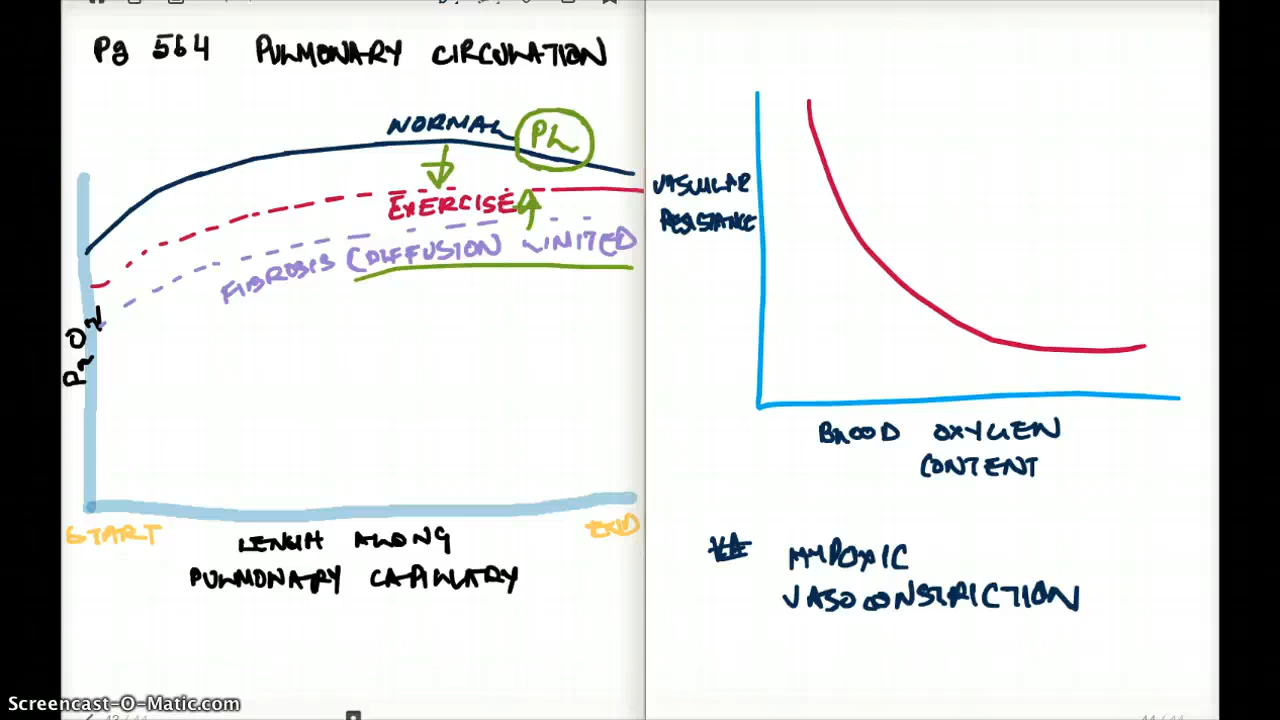 Pg 564 PULMONARY CIRCULATION
NORMAL PL
EXERCISE
FIBROSIS (DIFFUSION LIMITED
PaO2
START END
LENGTH ALONG
PULMONARY CAPILLARY
VASCULAR
RESISTANCE
BLOOD OXYGEN
CONTENT
HYPOXIC
VASOCONSTRICTION
Screencast-O-Matic.com